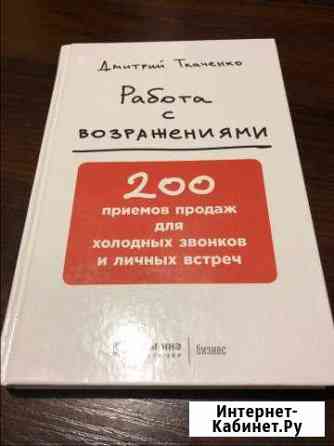 Дмитрий Ткаченко
Работа
с
возражениями
200
приемов продаж
для
холодных звонков
и личных встреч
бизнес
Интернет-
Кабинет.Ру